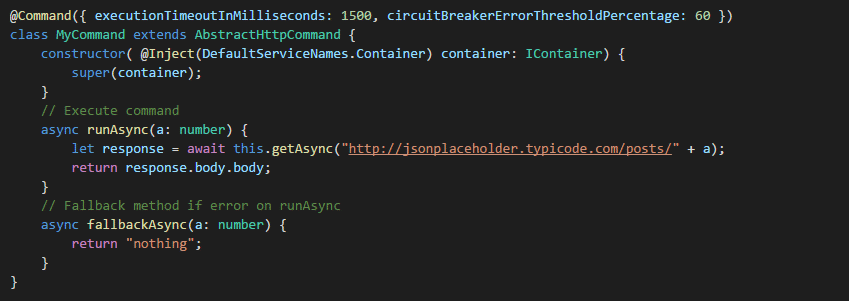 @Command({ executionTimeoutInMilliseconds: 1500, circuitBreakerErrorThresholdPercentage: 60 })
class MyCommand extends AbstractHttpCommand {
    constructor( @Inject(DefaultServiceNames.Container) container: IContainer) {
        super(container);
    }
    // Execute command
    async runAsync(a: number) {
        let response = await this.getAsync("http://jsonplaceholder.typicode.com/posts/" + a);
        return response.body.body;
    }
    // Fallback method if error on runAsync
    async fallbackAsync(a: number) {
        return "nothing";
    }
}